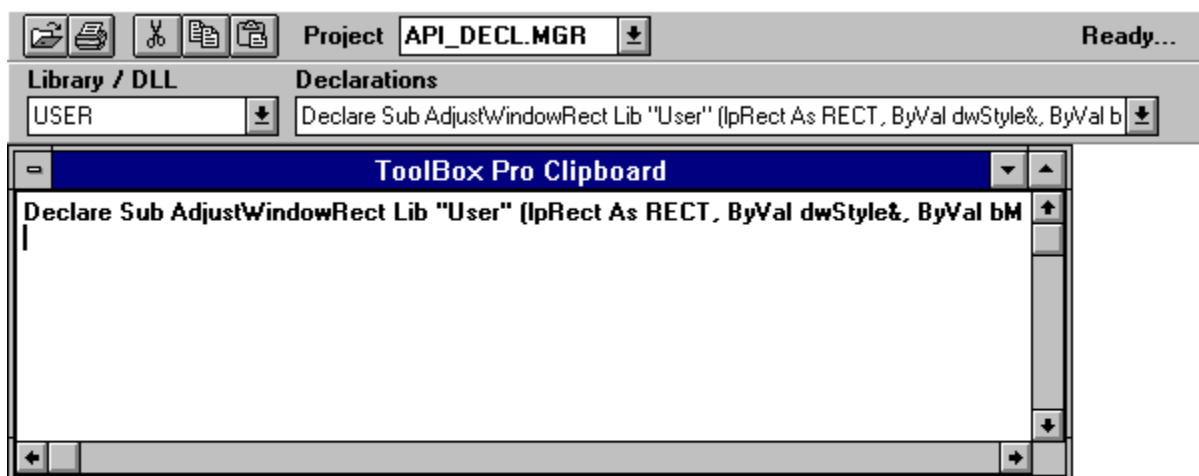 Project API_DECL.MGR Ready...
Library / DLL Declarations
USER Declare Sub AdjustWindowRect Lib "User" (lpRect As RECT, ByVal dwStyle&, ByVal b
ToolBox Pro Clipboard
Declare Sub AdjustWindowRect Lib "User" (lpRect As RECT, ByVal dwStyle&, ByVal bM